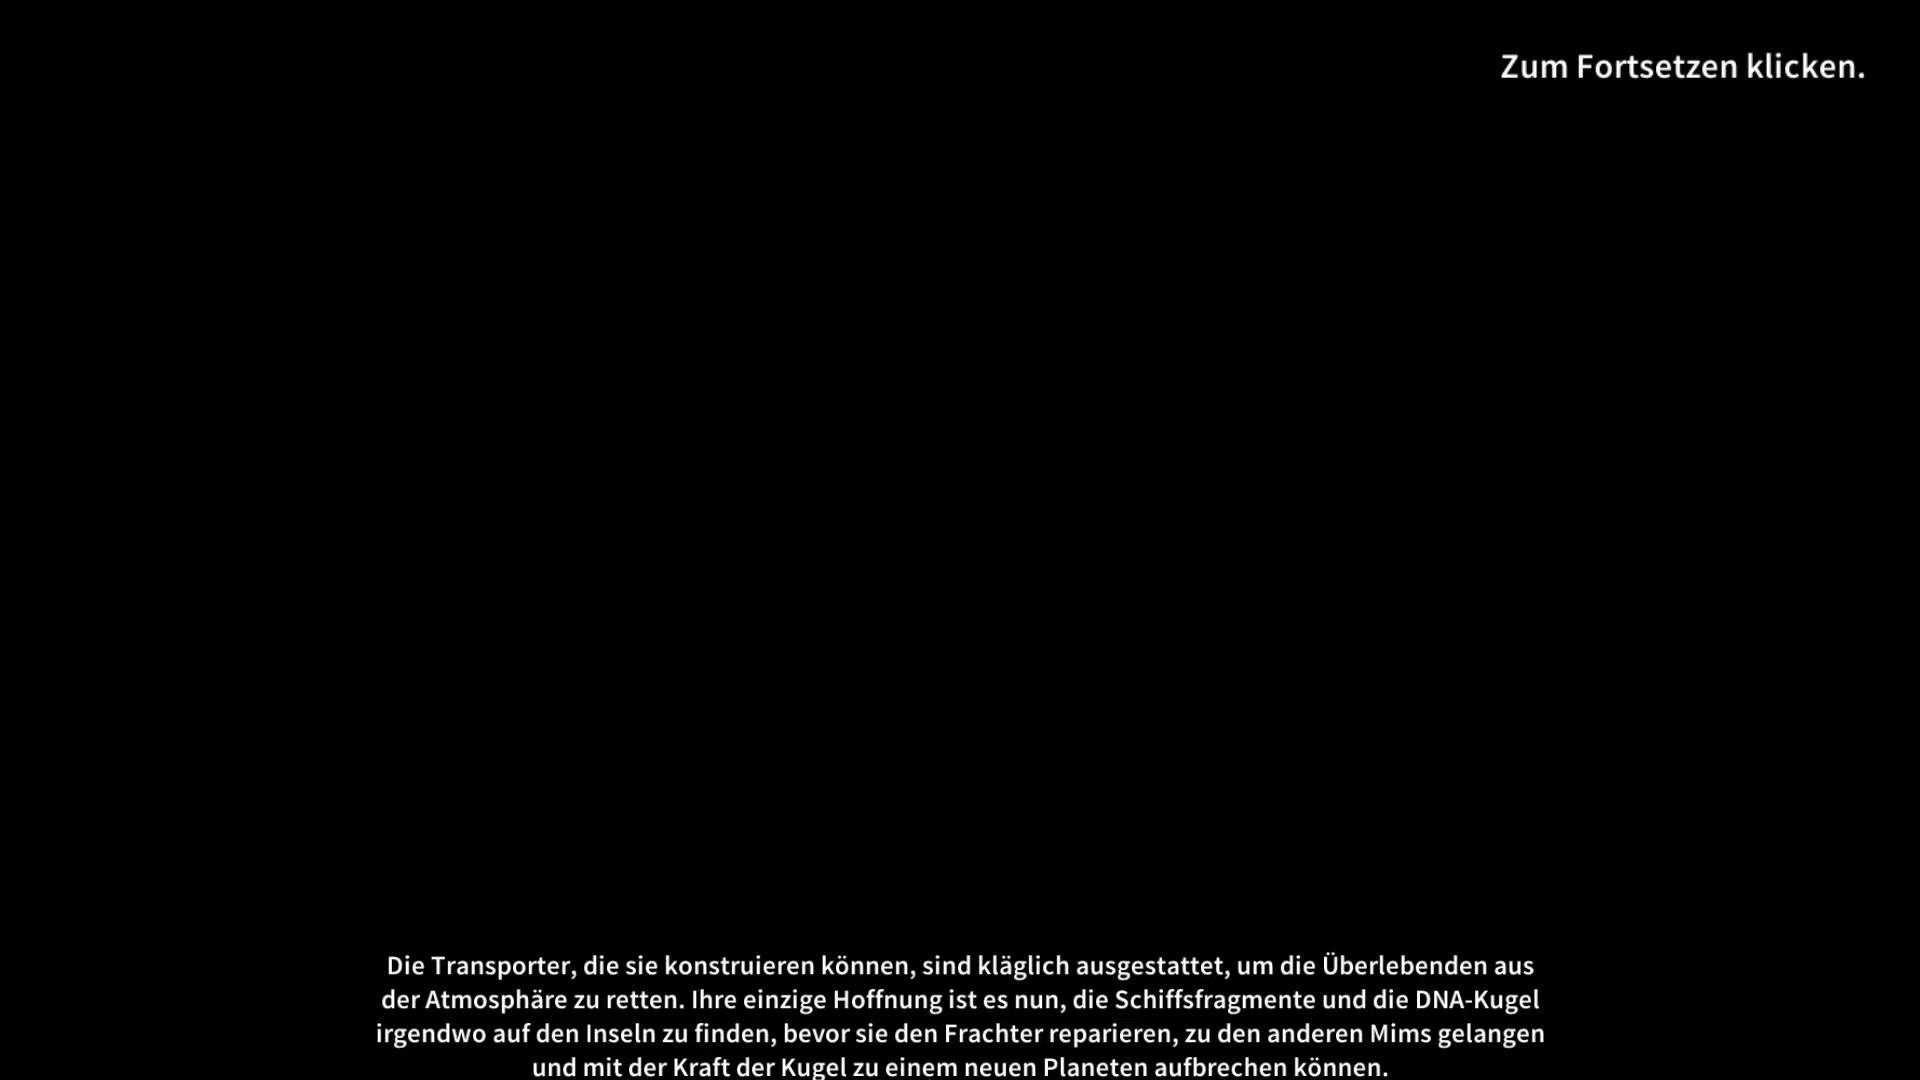 Zum Fortsetzen klicken.
Die Transporter, die sie konstruieren können, sind kläglich ausgestattet, um die Überlebenden aus
der Atmosphäre zu retten. Ihre einzige Hoffnung ist es nun, die Schiffsfragmente und die DNA-Kugel
irgendwo auf den Inseln zu finden, bevor sie den Frachter reparieren, zu den anderen Mims gelangen
und mit der Kraft der Kugel zu einem neuen Planeten aufbrechen können.